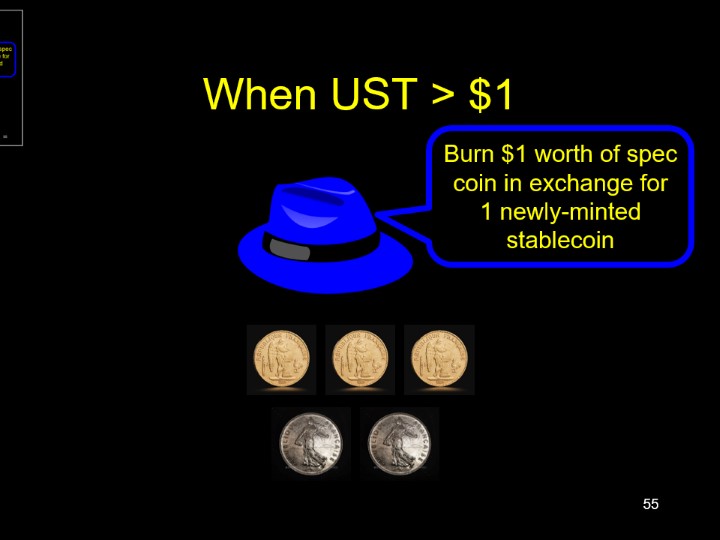 When UST > $1
Burn $1 worth of spec
coin in exchange for
1 newly-minted
stablecoin
55